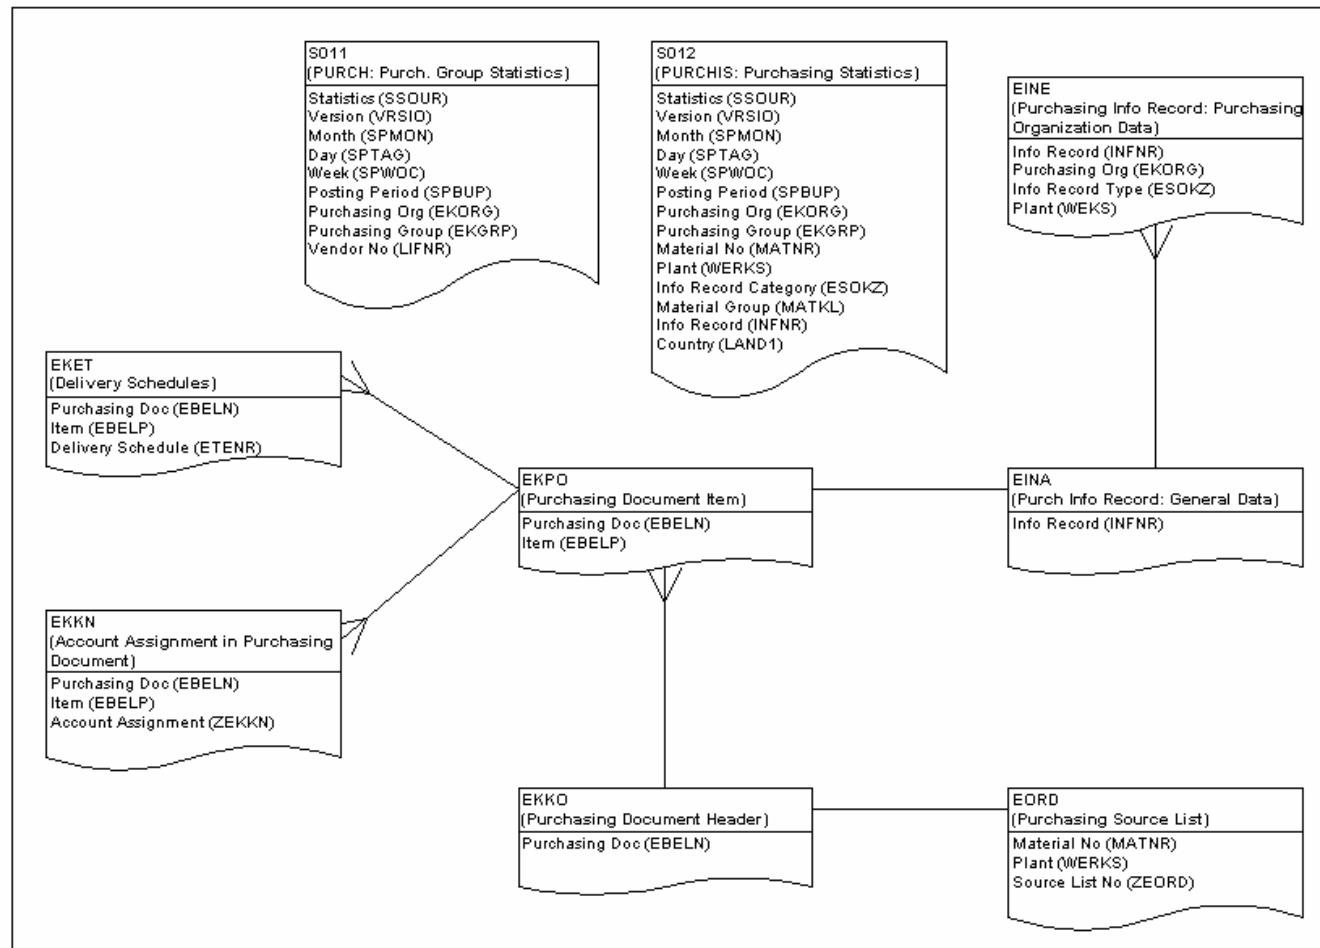 S011
(PURCH: Purch. Group Statistics)
Statistics (SSOUR)
Version (VRSIO)
Month (SPMON)
Day (SPTAG)
Week (SPWOC)
Posting Period (SPBUP)
Purchasing Org (EKORG)
Purchasing Group (EKGRP)
Vendor No (LIFNR)
S012
(PURCHIS: Purchasing Statistics)
Statistics (SSOUR)
Version (VRSIO)
Month (SPMON)
Day (SPTAG)
Week (SPWOC)
Posting Period (SPBUP)
Purchasing Org (EKORG)
Purchasing Group (EKGRP)
Material No (MATNR)
Plant (WERKS)
Info Record Category (ESOKZ)
Material Group (MATKL)
Info Record (INFNR)
Country (LAND1)
EINE
(Purchasing Info Record: Purchasing
Organization Data)
Info Record (INFNR)
Purchasing Org (EKORG)
Info Record Type (ESOKZ)
Plant (WEKS)
EKET
(Delivery Schedules)
Purchasing Doc (EBELN)
Item (EBELP)
Delivery Schedule (ETENR)
EKPO
(Purchasing Document Item)
Purchasing Doc (EBELN)
Item (EBELP)
EINA
(Purch Info Record: General Data)
Info Record (INFNR)
EKKN
(Account Assignment in Purchasing
Document)
Purchasing Doc (EBELN)
Item (EBELP)
Account Assignment (ZEKKN)
EKKO
(Purchasing Document Header)
Purchasing Doc (EBELN)
EORD
(Purchasing Source List)
Material No (MATNR)
Plant (WERKS)
Source List No (ZEORD)